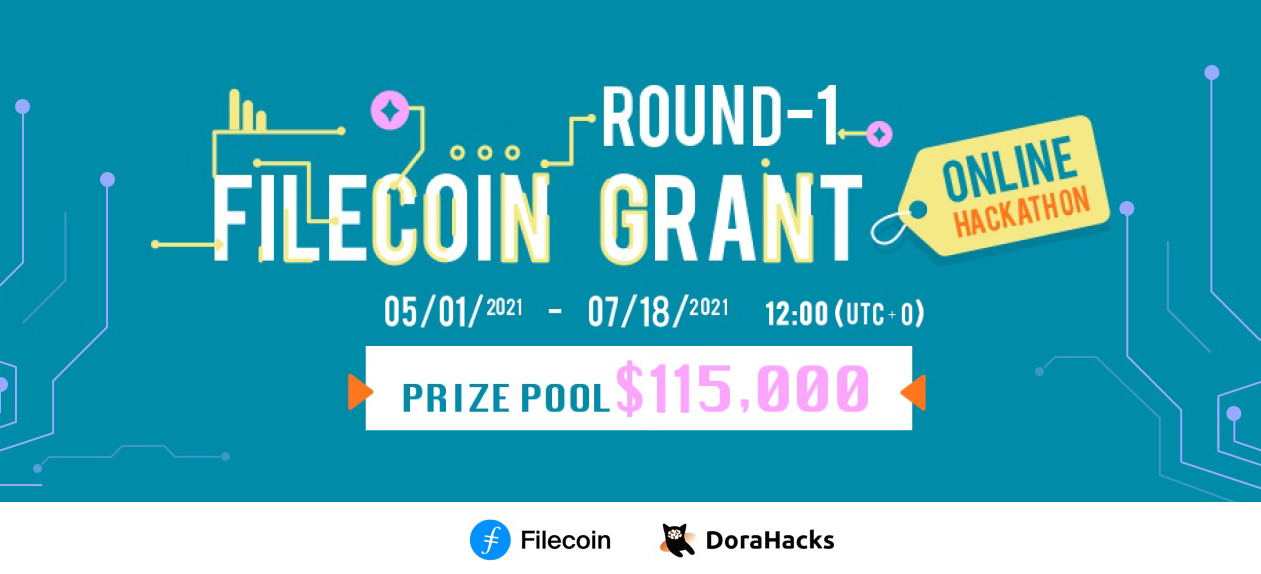 ROUND-1
FILECOIN GRANT
ONLINE
HACKATHON
05/01/2021 - 07/18/2021 12:00 (UTC+0)
PRIZE POOL $115,000
Filecoin
DoraHacks